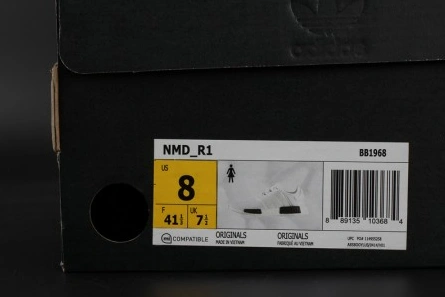 adidas
NMD_R1 BB1968
US
8
F 41⅓ UK 7½
COMPATIBLE
ORIGINALS
MADE IN VIETNAM
ORIGINALS
FABRIQUÉ AU VIETNAM
8 89135 10368 4